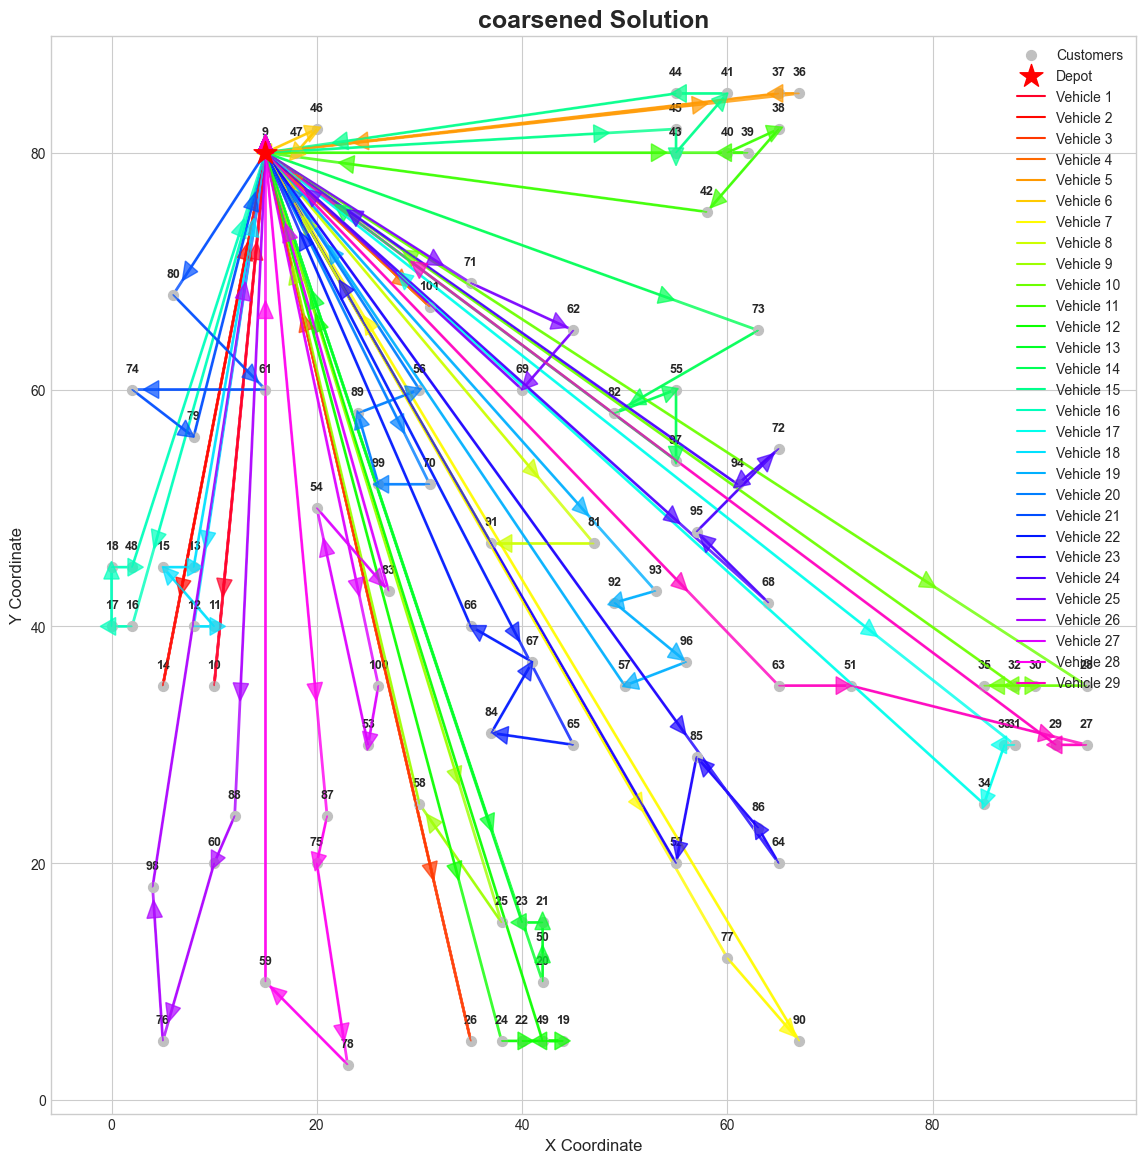 coarsened Solution
Customers
Depot
Vehicle 1
Vehicle 2
Vehicle 3
Vehicle 4
Vehicle 5
Vehicle 6
Vehicle 7
Vehicle 8
Vehicle 9
Vehicle 10
Vehicle 11
Vehicle 12
Vehicle 13
Vehicle 14
Vehicle 15
Vehicle 16
Vehicle 17
Vehicle 18
Vehicle 19
Vehicle 20
Vehicle 21
Vehicle 22
Vehicle 23
Vehicle 24
Vehicle 25
Vehicle 26
Vehicle 27
Vehicle 28
Vehicle 29
44 41 37 36
46 45 38
9 47 43 40 39
42
71
80 101
62 73
74 61 56 69 55
89 82
79 97 72
99 70 94
54 95
91 81
18 48 15 13
83 92 93 68
17 16 12 11 66
67 96
14 10 100 57 63 51 35 32 30 28
84 53 65 85 33 31 29 27
88 87 58 86 34
60 75 64
98
25 23 21
50
59 20 77
76 78 26 24 22 49 19 90
0
20
40
60
80
Y Coordinate
0 20 40 60 80
X Coordinate